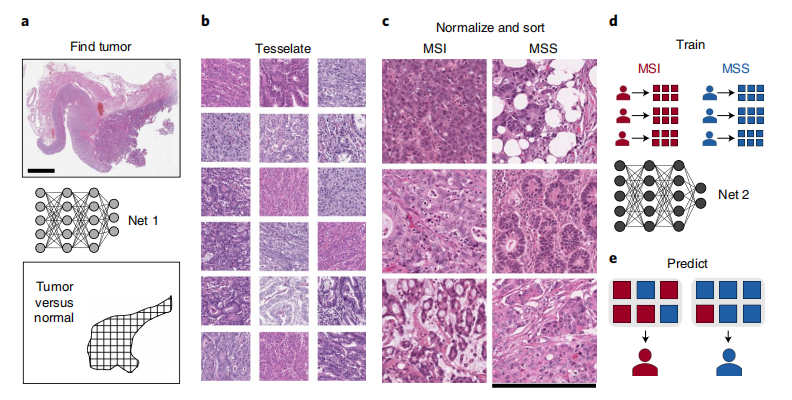 a
Find tumor
Net 1
Tumor
versus
normal
b
Tesselate
c
Normalize and sort
MSI
MSS
d
Train
MSI
MSS
Net 2
e
Predict